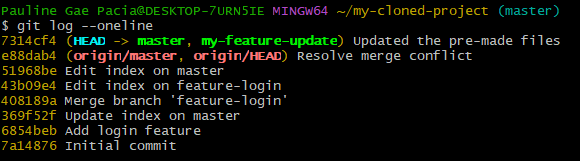 Pauline Gae Pacia@DESKTOP-7URN5IE MINGW64 ~/my-cloned-project (master)
$ git log --oneline
7314cf4 (HEAD -> master, my-feature-update) Updated the pre-made files
e88dab4 (origin/master, origin/HEAD) Resolve merge conflict
51968be Edit index on master
43b09e4 Edit index on feature-login
408189a Merge branch 'feature-login'
369f52f Update index on master
6854beb Add login feature
7a14876 Initial commit